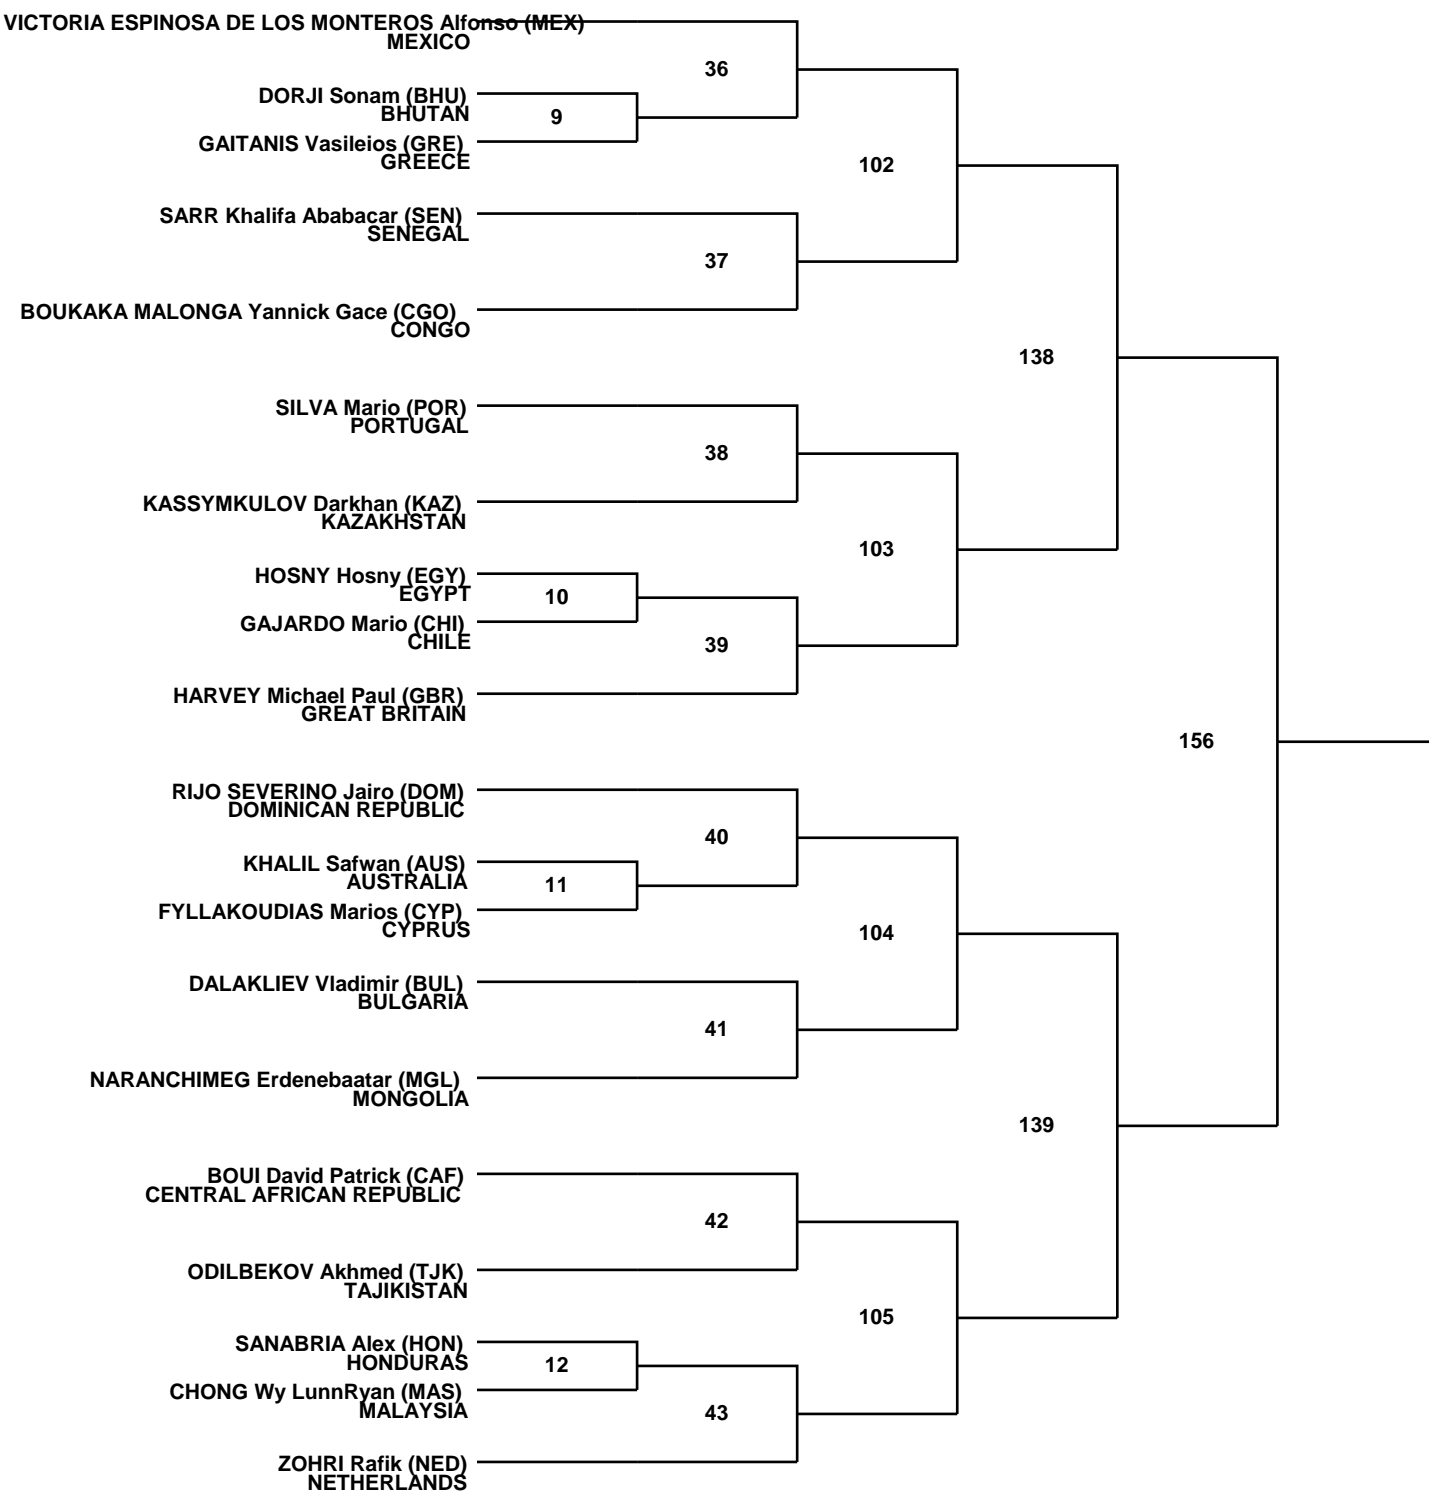 VICTORIA ESPINOSA DE LOS MONTEROS Alfonso (MEX)
MEXICO
36
DORJI Sonam (BHU)
BHUTAN
9
GAITANIS Vasileios (GRE)
GREECE
102
SARR Khalifa Ababacar (SEN)
SENEGAL
37
BOUKAKA MALONGA Yannick Gace (CGO)
CONGO
138
SILVA Mario (POR)
PORTUGAL
38
KASSYMKULOV Darkhan (KAZ)
KAZAKHSTAN
103
HOSNY Hosny (EGY)
EGYPT
10
GAJARDO Mario (CHI)
CHILE
39
HARVEY Michael Paul (GBR)
GREAT BRITAIN
156
RIJO SEVERINO Jairo (DOM)
DOMINICAN REPUBLIC
40
KHALIL Safwan (AUS)
AUSTRALIA
11
FYLLAKOUDIAS Marios (CYP)
CYPRUS
104
DALAKLIEV Vladimir (BUL)
BULGARIA
41
NARANCHIMEG Erdenebaatar (MGL)
MONGOLIA
139
BOUI David Patrick (CAF)
CENTRAL AFRICAN REPUBLIC
42
ODILBEKOV Akhmed (TJK)
TAJIKISTAN
105
SANABRIA Alex (HON)
HONDURAS
12
CHONG Wy LunnRyan (MAS)
MALAYSIA
43
ZOHRI Rafik (NED)
NETHERLANDS